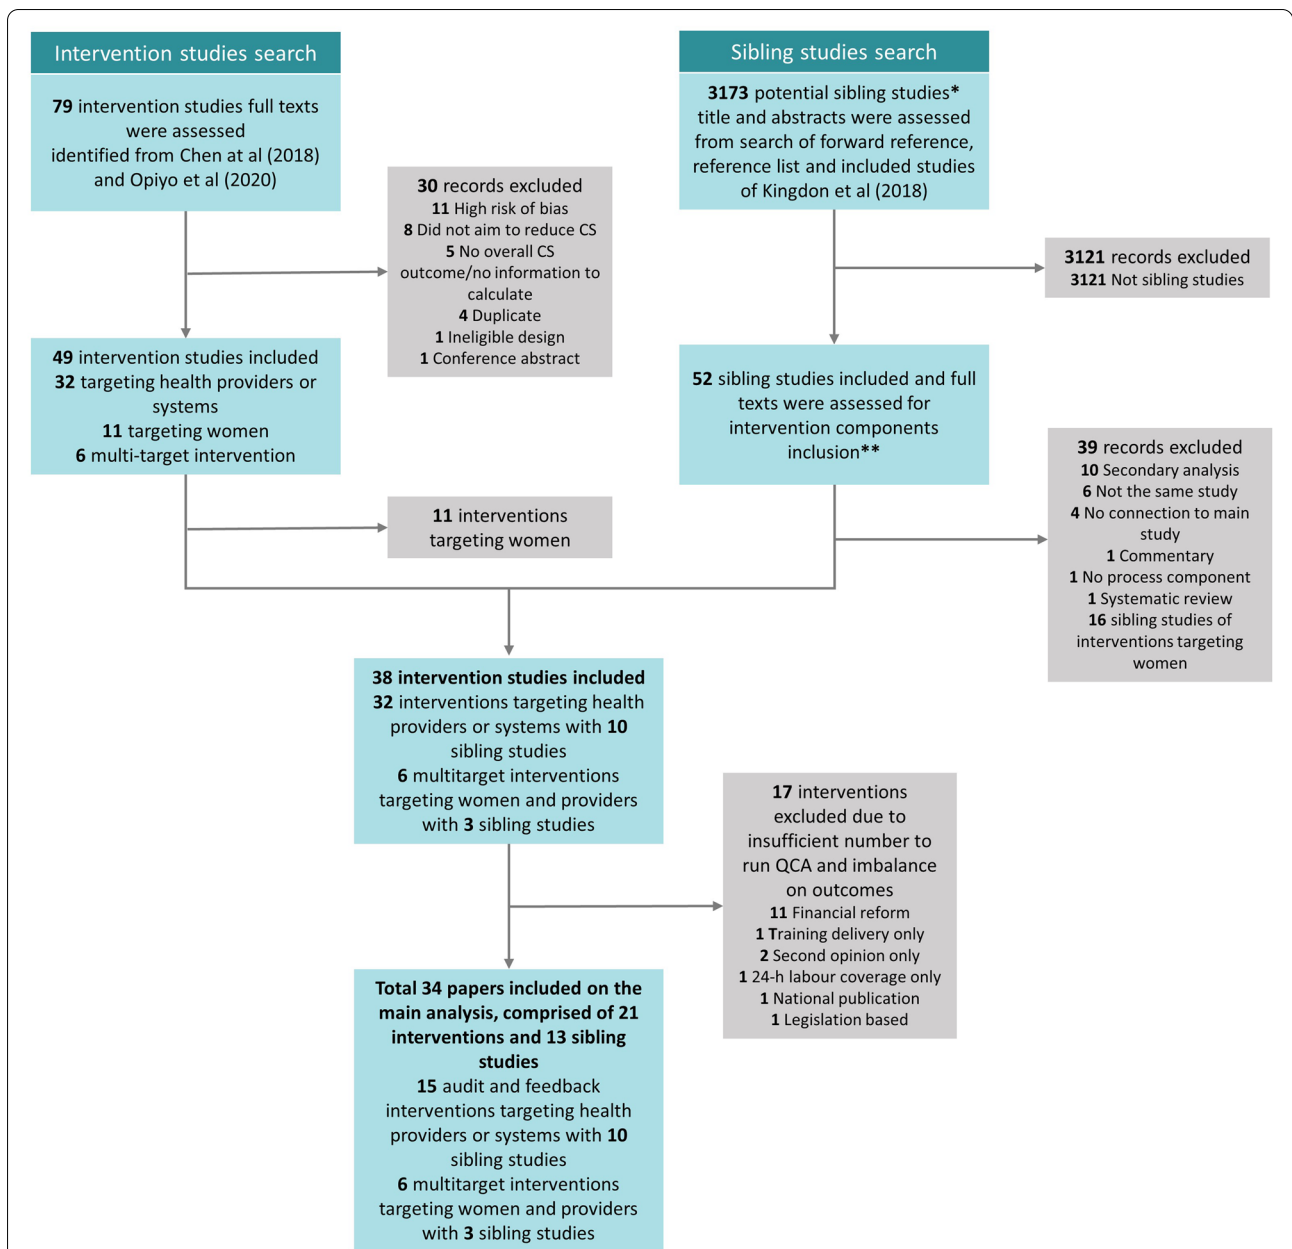 Intervention studies search
79 intervention studies full texts
were assessed
identified from Chen at al (2018)
and Opiyo et al (2020)
30 records excluded
11 High risk of bias
8 Did not aim to reduce CS
5 No overall CS
outcome/no information to
calculate
4 Duplicate
1 Ineligible design
1 Conference abstract
49 intervention studies included
32 targeting health providers or
systems
11 targeting women
6 multi-target intervention
11 interventions
targeting women
Sibling studies search
3173 potential sibling studies*
title and abstracts were assessed
from search of forward reference,
reference list and included studies
of Kingdon et al (2018)
3121 records excluded
3121 Not sibling studies
52 sibling studies included and full
texts were assessed for
intervention components
inclusion**
39 records excluded
10 Secondary analysis
6 Not the same study
4 No connection to main
study
1 Commentary
1 No process component
1 Systematic review
16 sibling studies of
interventions targeting
women
38 intervention studies included
32 interventions targeting health
providers or systems with 10
sibling studies
6 multitarget interventions
targeting women and providers
with 3 sibling studies
17 interventions
excluded due to
insufficient number to
run QCA and imbalance
on outcomes
11 Financial reform
1 Training delivery only
2 Second opinion only
1 24-h labour coverage only
1 National publication
1 Legislation based
Total 34 papers included on the
main analysis, comprised of 21
interventions and 13 sibling
studies
15 audit and feedback
interventions targeting health
providers or systems with 10
sibling studies
6 multitarget interventions
targeting women and providers
with 3 sibling studies